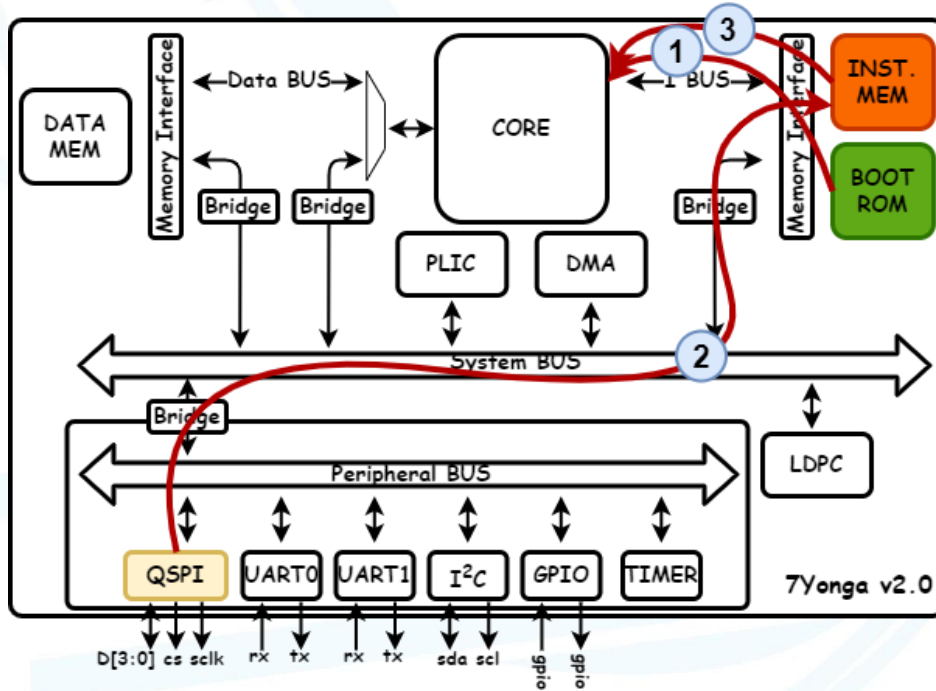 3
1
INST.
MEM
Memory Interface
Data BUS
I BUS
Memory Interface
DATA
MEM
CORE
BOOT
ROM
Bridge
Bridge
Bridge
PLIC
DMA
2
System BUS
Bridge
LDPC
Peripheral BUS
QSPI
UART0
UART1
I²C
GPIO
TIMER
7Yonga v2.0
D[3:0] cs sclk
rx tx
rx tx
sda scl
gpio
gpio